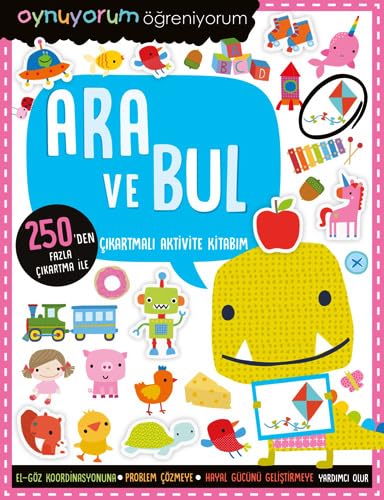 oynuyorum öğreniyorum
A B C
ARA
VE BUL
250'DEN
FAZLA
ÇIKARTMA İLE
ÇIKARTMALI AKTİVİTE KİTABIM
EL-GÖZ KOORDİNASYONUNA • PROBLEM ÇÖZMEYE • HAYAL GÜCÜNÜ GELİŞTİRMEYE YARDIMCI OLUR